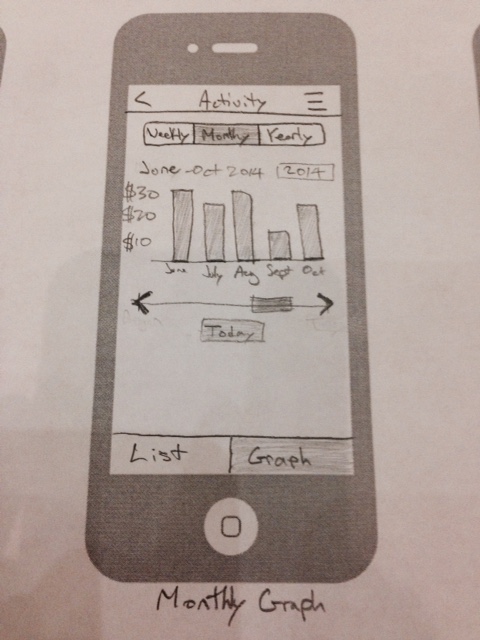 < Activity
Weekly Monthly Yearly
June - Oct 2014 2014
$30
$20
$10
June July Aug Sept Oct
Today
List Graph
Monthly Graph